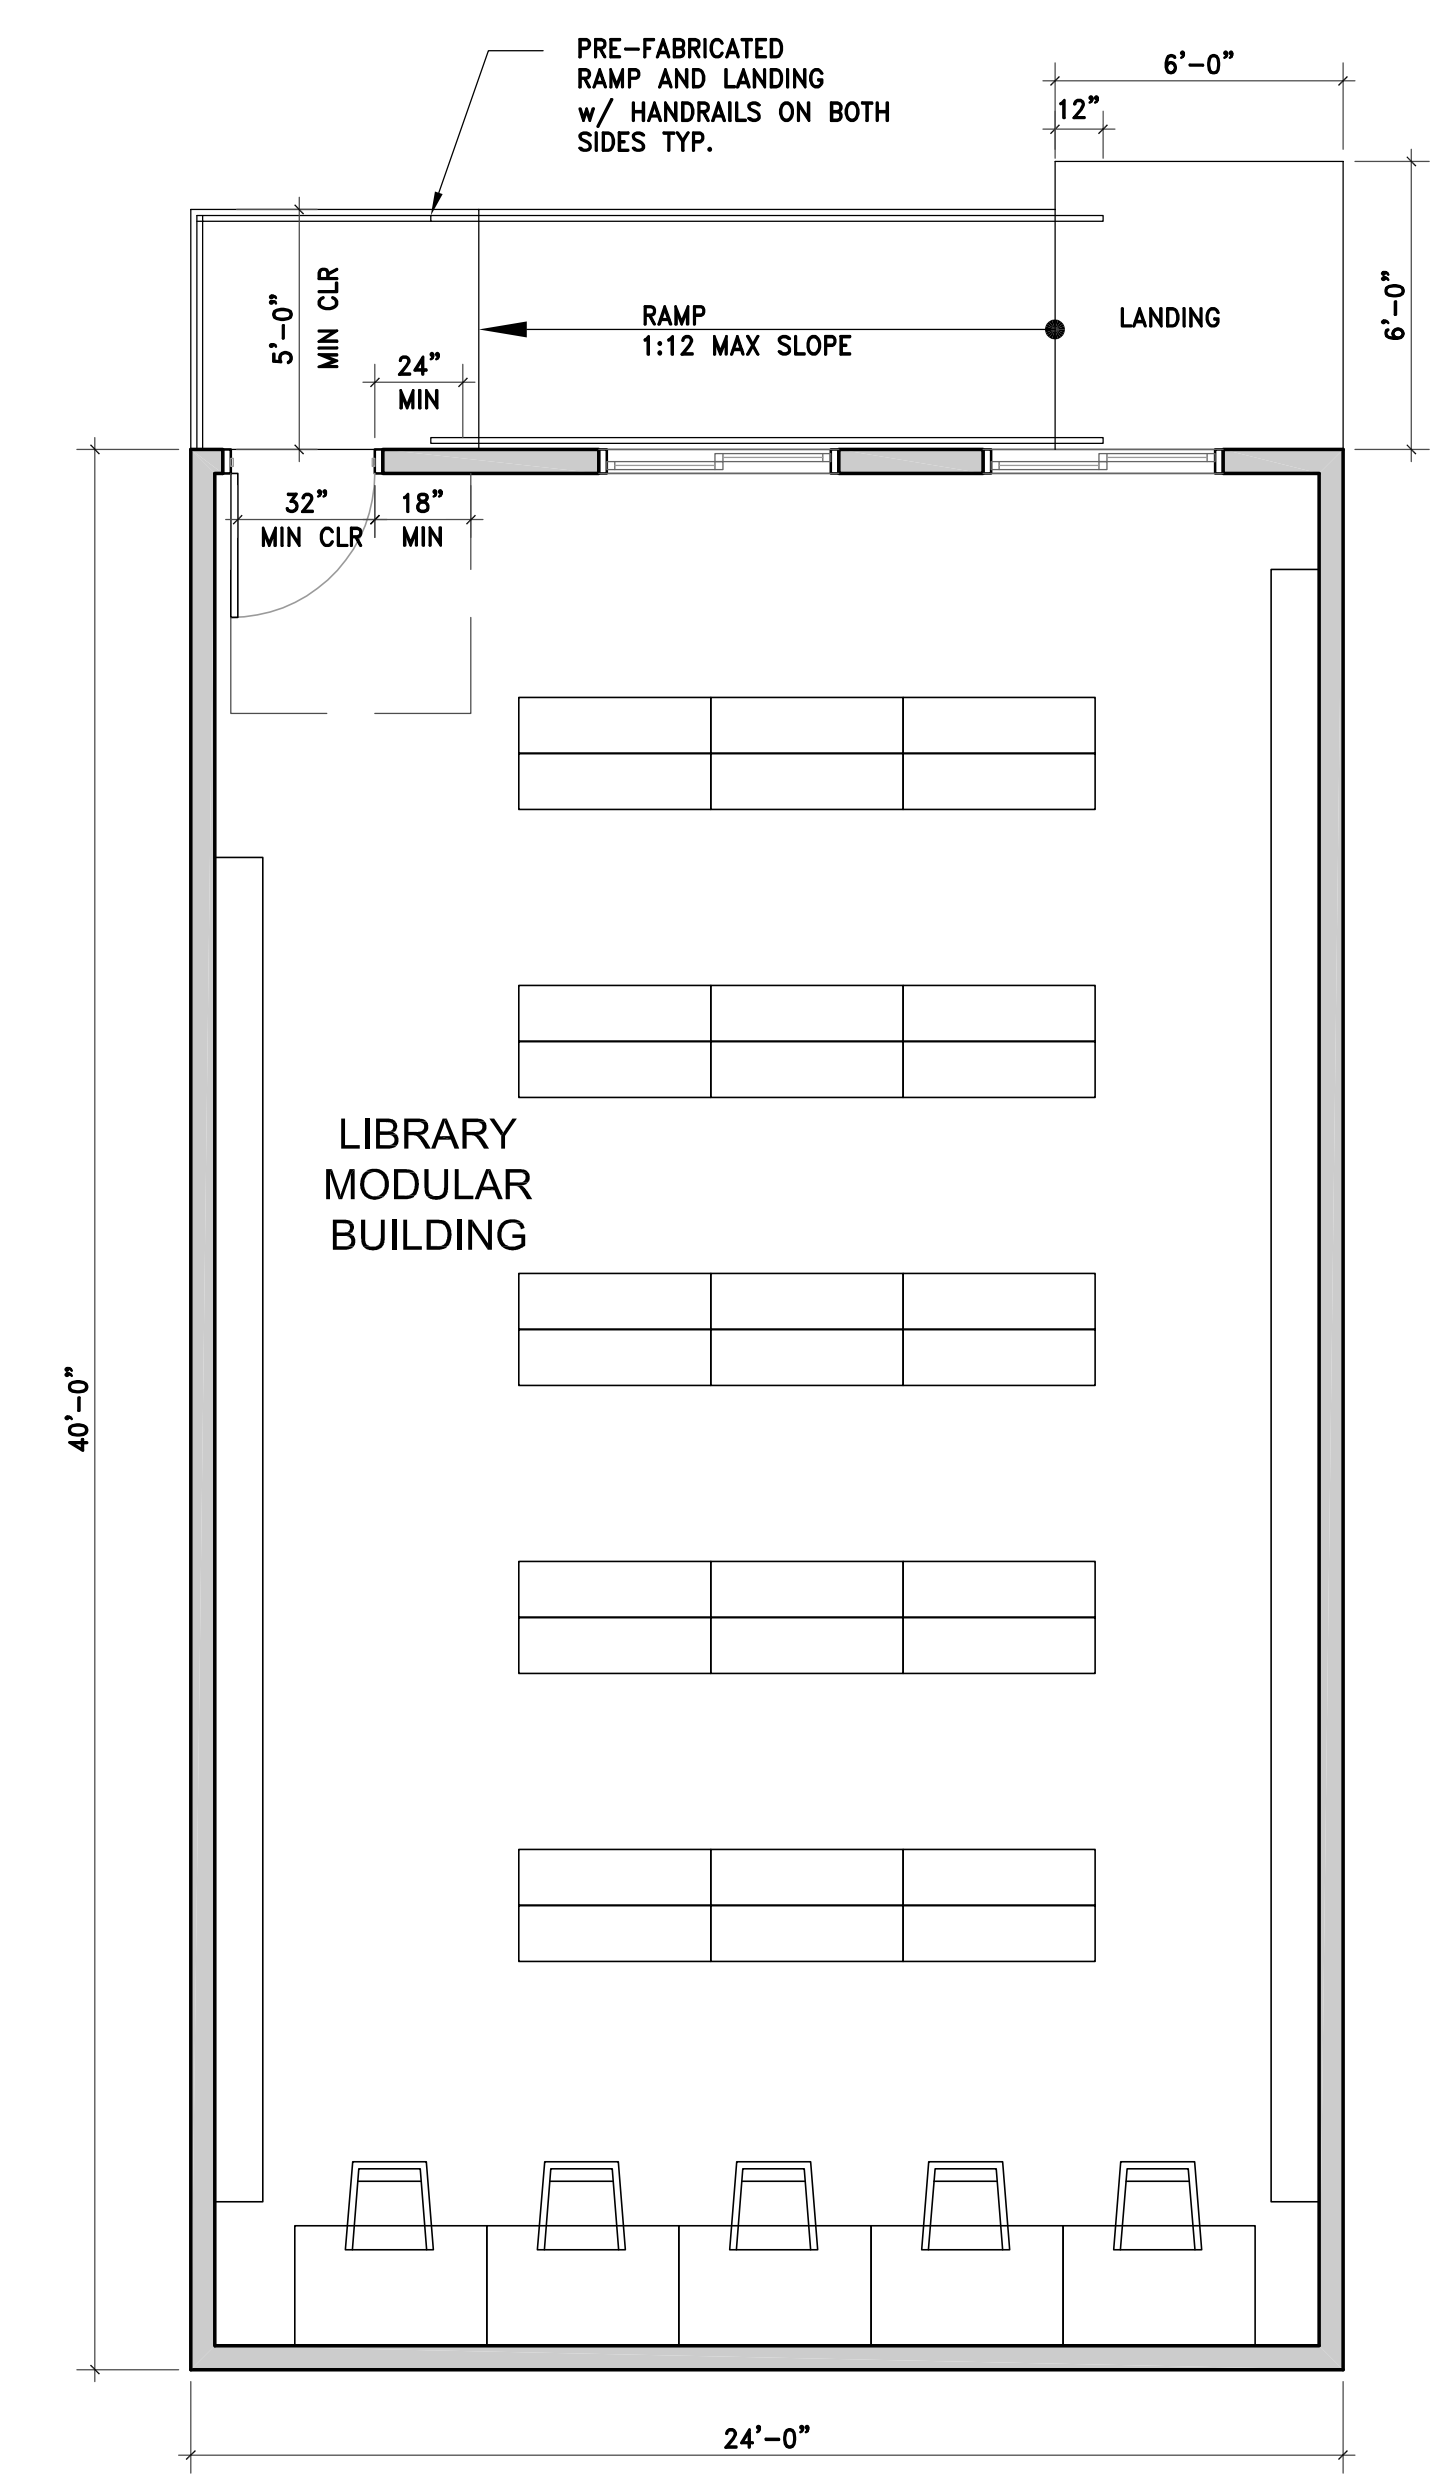 PRE-FABRICATED
RAMP AND LANDING
w/ HANDRAILS ON BOTH
SIDES TYP.
6'-0"
12"
6'-0"
5'-0"
MIN CLR
RAMP
1:12 MAX SLOPE
LANDING
24"
MIN
32"
MIN CLR
18"
MIN
LIBRARY
MODULAR
BUILDING
40'-0"
24'-0"